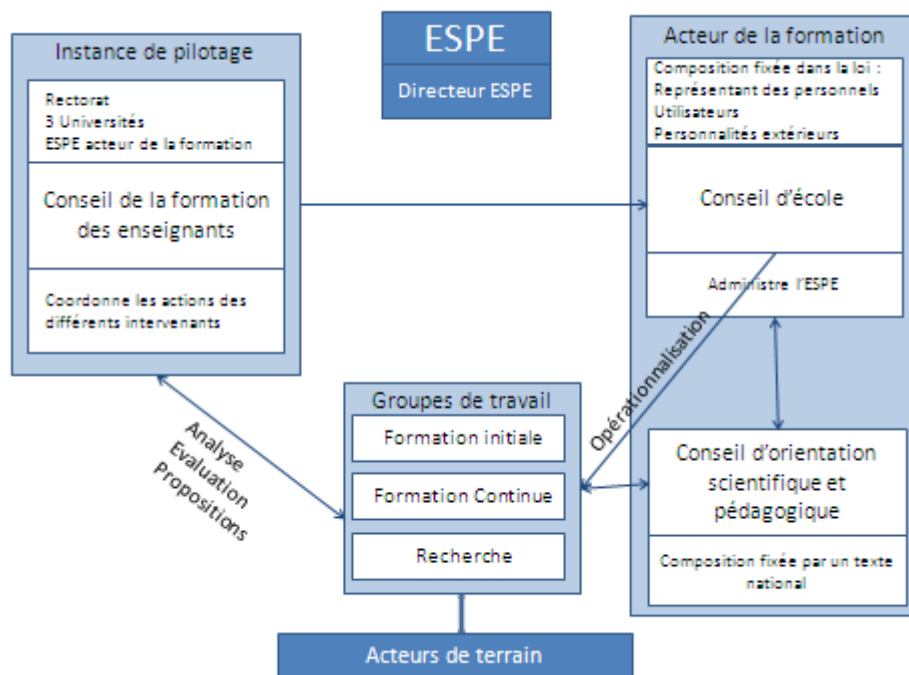 ESPE
Directeur ESPE
Instance de pilotage
Rectorat
3 Universités
ESPE acteur de la formation
Conseil de la formation
des enseignants
Coordonne les actions des
différents intervenants
Acteur de la formation
Composition fixée dans la loi :
Représentant des personnels
Utilisateurs
Personnalités extérieurs
Conseil d'école
Administre l'ESPE
Opérationnalisation
Analyse
Evaluation
Propositions
Groupes de travail
Formation initiale
Formation Continue
Recherche
Conseil d'orientation
scientifique et
pédagogique
Composition fixée par un texte
national
Acteurs de terrain